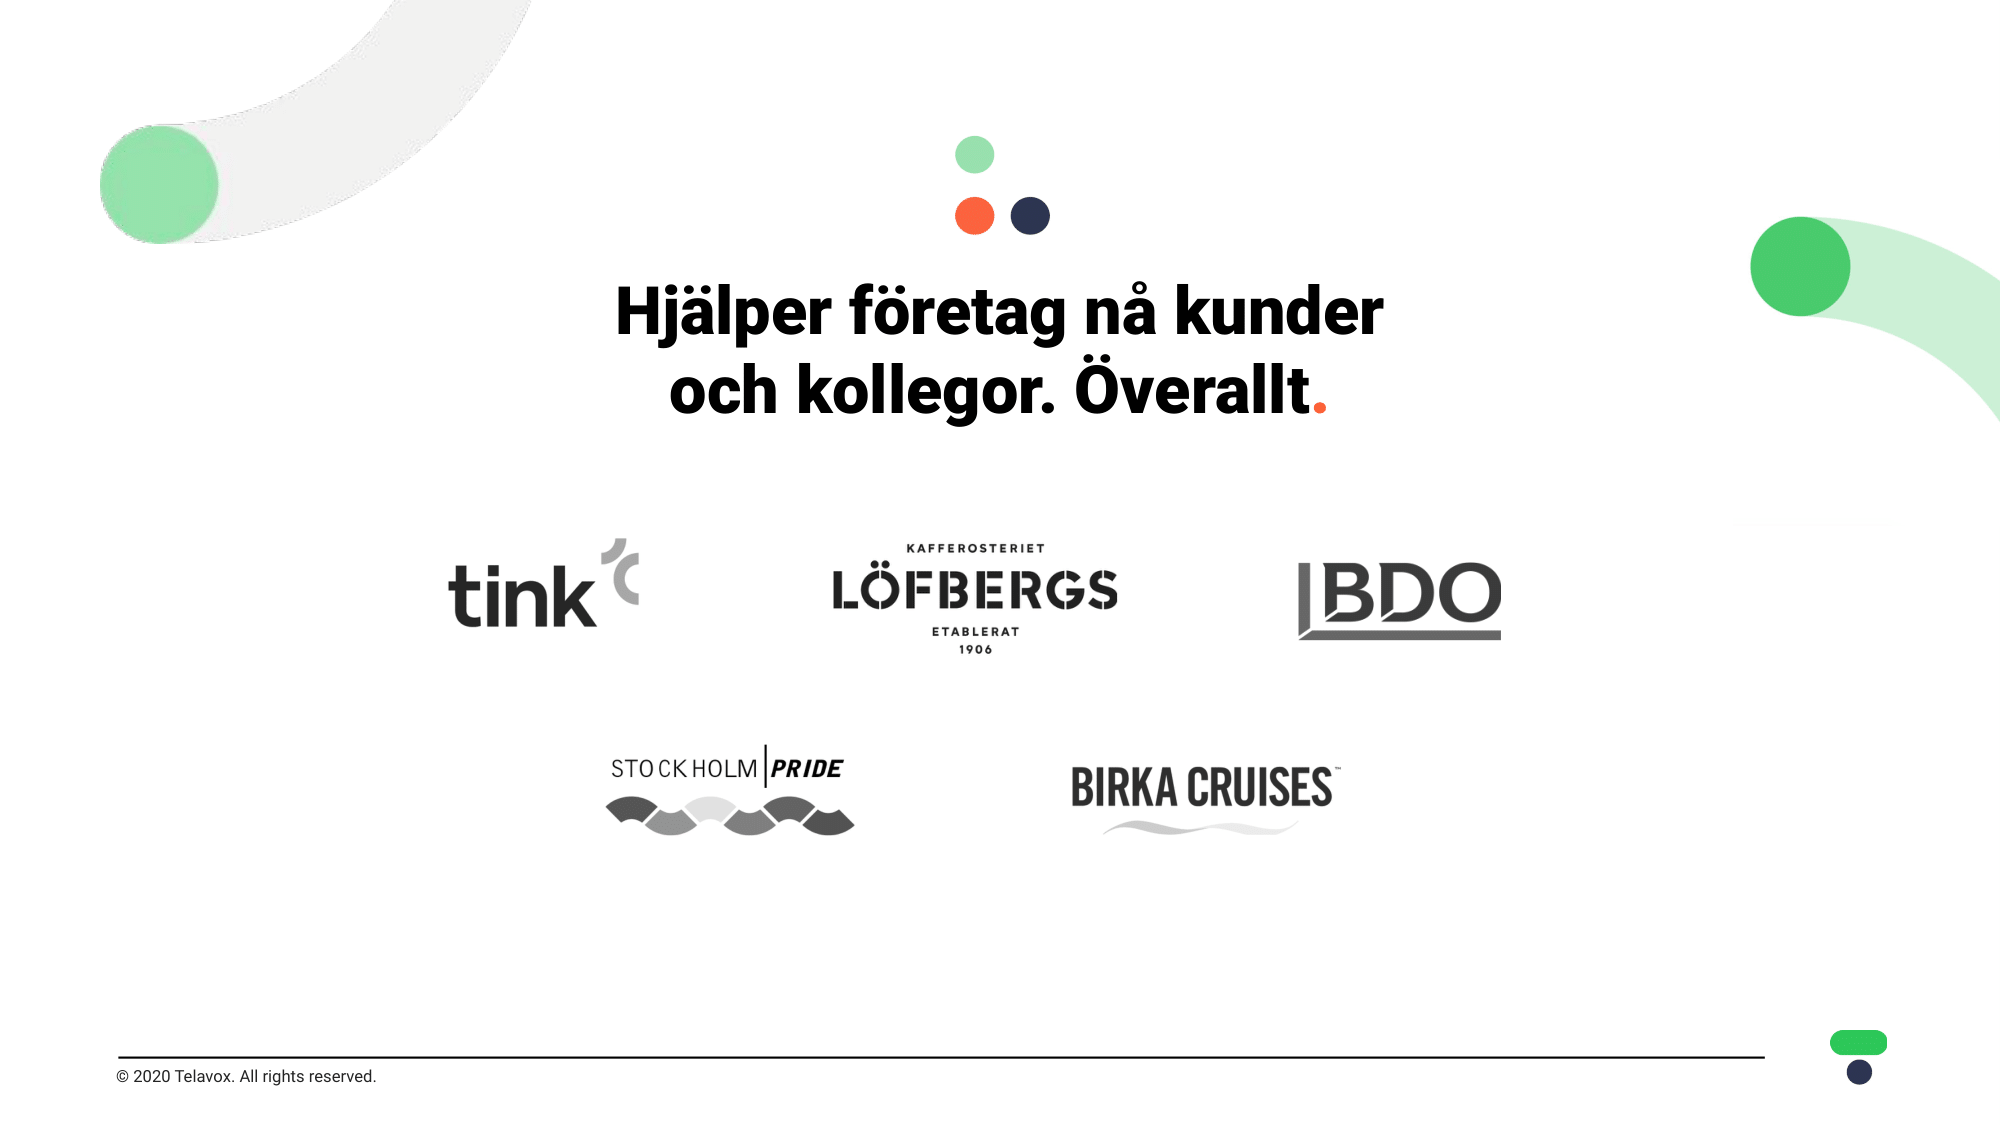 Hjälper företag nå kunder
och kollegor. Överallt.
tink
KAFFEROSTERIET
LÖFBERGS
ETABLERAT
1906
BDO
STOCKHOLM PRIDE
BIRKA CRUISES™
© 2020 Telavox. All rights reserved.